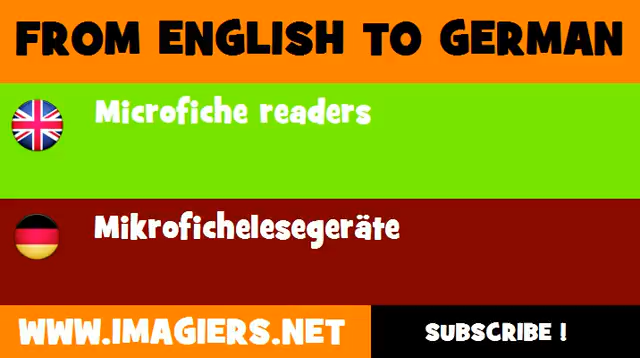 FROM ENGLISH TO GERMAN
Microfiche readers
Mikrofichelesegeräte
WWW.IMAGIERS.NET
SUBSCRIBE !